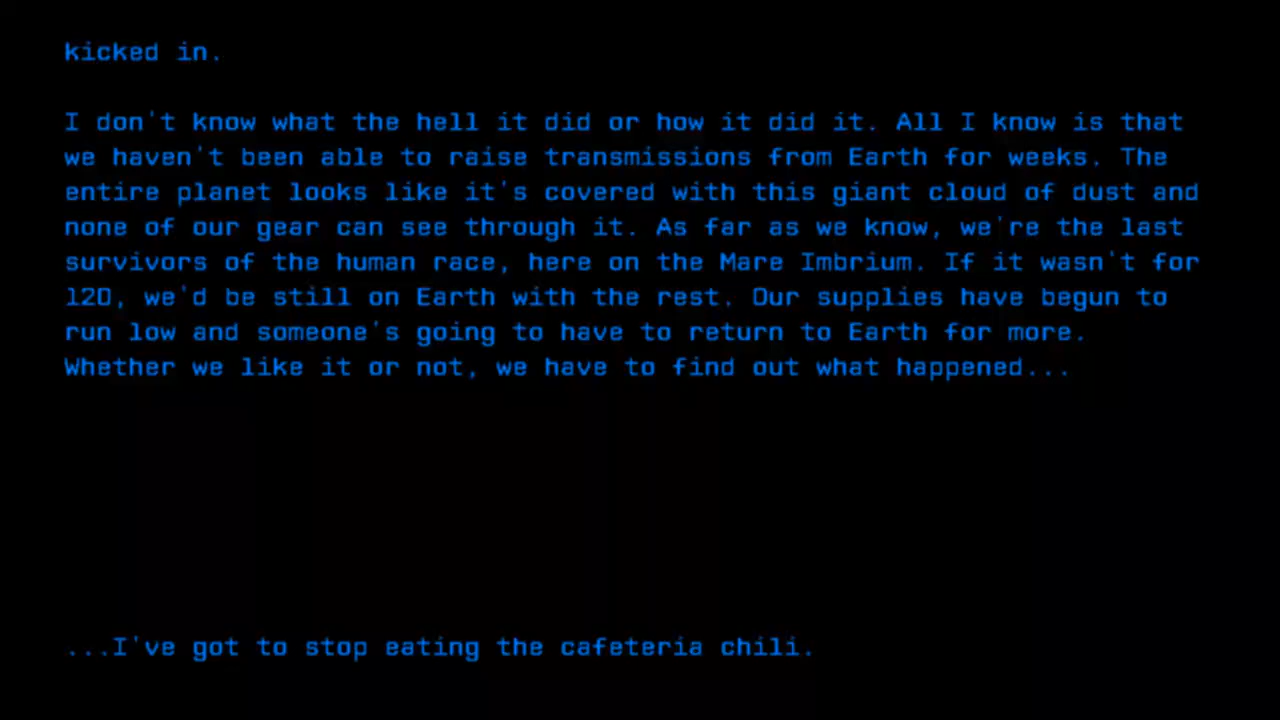 kicked in.
I don't know what the hell it did or how it did it. All I know is that
we haven't been able to raise transmissions from Earth for weeks. The
entire planet looks like it's covered with this giant cloud of dust and
none of our gear can see through it. As far as we know, we're the last
survivors of the human race, here on the Mare Imbrium. If it wasn't for
l2D, we'd be still on Earth with the rest. Our supplies have begun to
run low and someone's going to have to return to Earth for more.
Whether we like it or not, we have to find out what happened...
...I've got to stop eating the cafeteria chili.